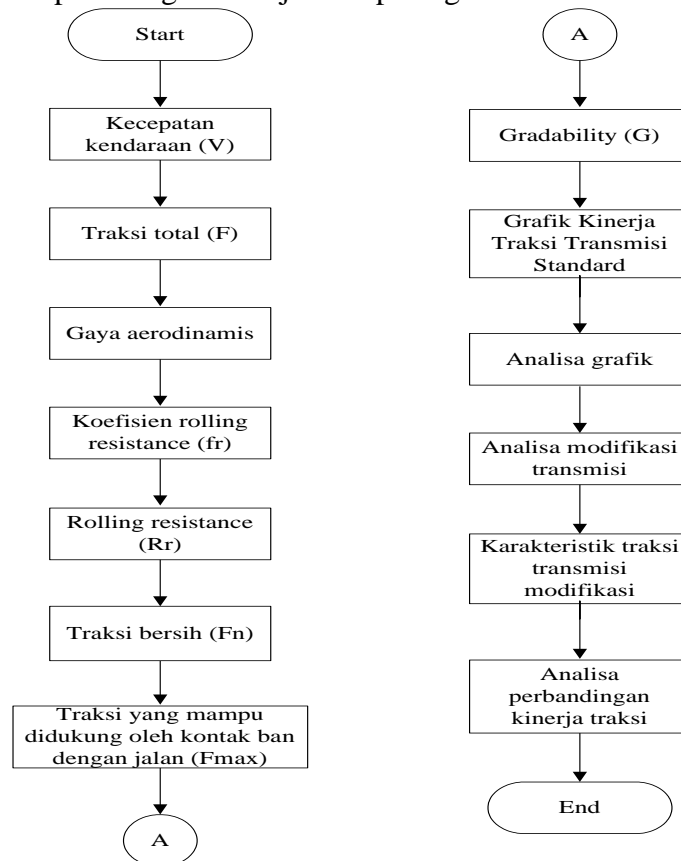 Start
Kecepatan
kendaraan (V)
Traksi total (F)
Gaya aerodinamis
Koefisien rolling
resistance (fr)
Rolling resistance
(Rr)
Traksi bersih (Fn)
Traksi yang mampu
didukung oleh kontak ban
dengan jalan (Fmax)
A
A
Gradability (G)
Grafik Kinerja
Traksi Transmisi
Standard
Analisa grafik
Analisa modifikasi
transmisi
Karakteristik traksi
transmisi
modifikasi
Analisa
perbandingan
kinerja traksi
End